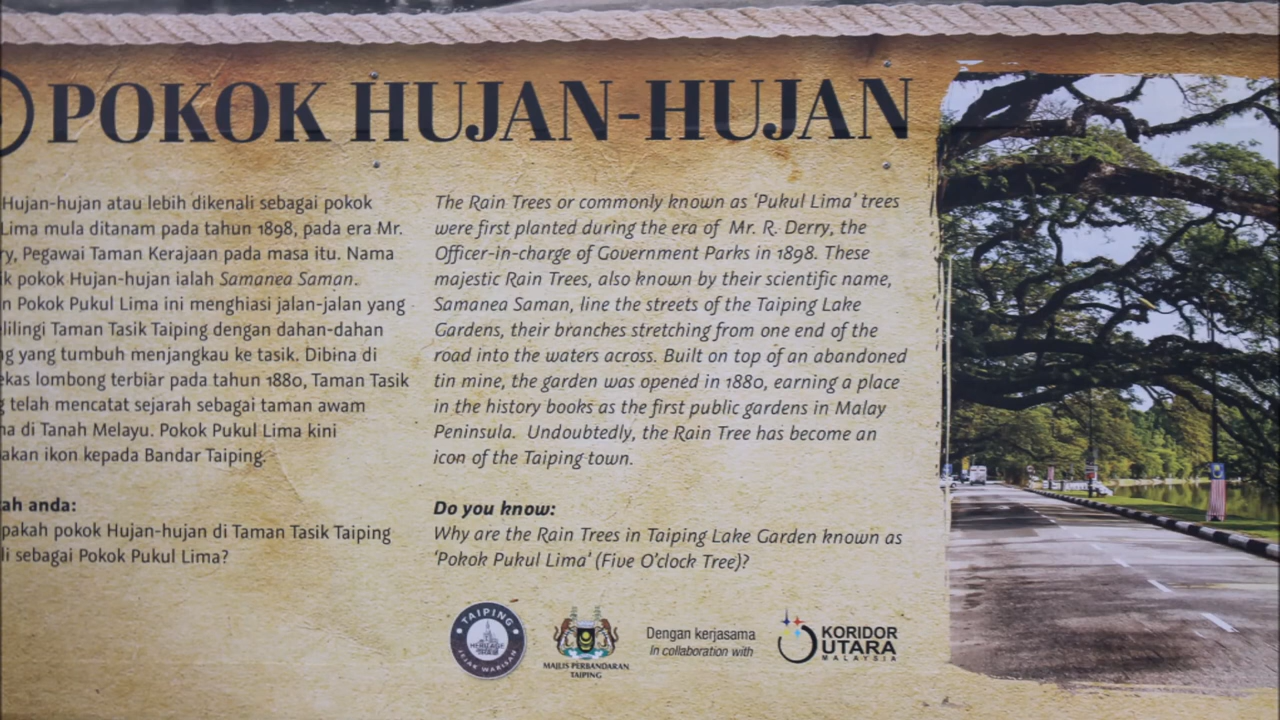 POKOK HUJAN-HUJAN
Hujan-hujan atau lebih dikenali sebagai pokok
Lima mula ditanam pada tahun 1898, pada era Mr.
Pegawai Taman Kerajaan pada masa itu. Nama
pokok Hujan-hujan ialah Samanea Saman.
Pokok Pukul Lima ini menghiasi jalan-jalan yang
Taman Tasik Taiping dengan dahan-dahan
yang tumbuh menjangkau ke tasik. Dibina di
lombong terbiar pada tahun 1880, Taman Tasik
telah mencatat sejarah sebagai taman awam
di Tanah Melayu. Pokok Pukul Lima kini
ikon kepada Bandar Taiping.
anda:
pokok Hujan-hujan di Taman Tasik Taiping
sebagai Pokok Pukul Lima?
The Rain Trees or commonly known as 'Pukul Lima' trees
were first planted during the era of Mr. R. Derry, the
Officer-in-charge of Government Parks in 1898. These
majestic Rain Trees, also known by their scientific name,
Samanea Saman, line the streets of the Taiping Lake
Gardens, their branches stretching from one end of the
road into the waters across. Built on top of an abandoned
tin mine, the garden was opened in 1880, earning a place
in the history books as the first public gardens in Malay
Peninsula. Undoubtedly, the Rain Tree has become an
icon of the Taiping town.
Do you know:
Why are the Rain Trees in Taiping Lake Garden known as
'Pokok Pukul Lima' (Five O'clock Tree)?
TAIPING
HERITAGE
JEJAK WARISAN
MAJLIS PERBANDARAN
TAIPING
Dengan kerjasama
In collaboration with
KORIDOR
UTARA
MALAYSIA